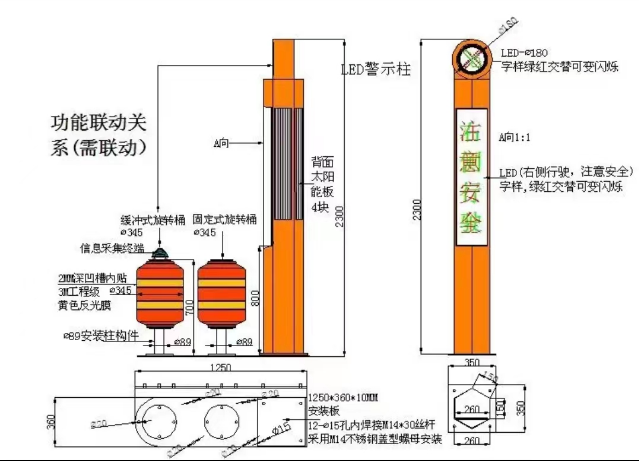 ø180
LED-ø180
字样绿红交替可变闪烁
LED警示柱
功能联动关
系(需联动)
A向
背面
太阳
能板
4块
2300
2300
注意安全
A向1:1
LED(右侧行驶，注意安全)
字样,绿红交替可变闪烁
缓冲式旋转桶
ø345
固定式旋转桶
ø345
信息采集终端
2MM深凹槽内贴
3M工程级
黄色反光膜
ø345
700
800
ø89安装柱构件
ø89
ø89
1250
350
150
360
ø20
ø20
ø20
ø20
ø15
1250*360*10MM
安装板
12-ø15孔内焊接M14*30丝杆
采用M14不锈钢盖型螺母安装
260
260
150
350